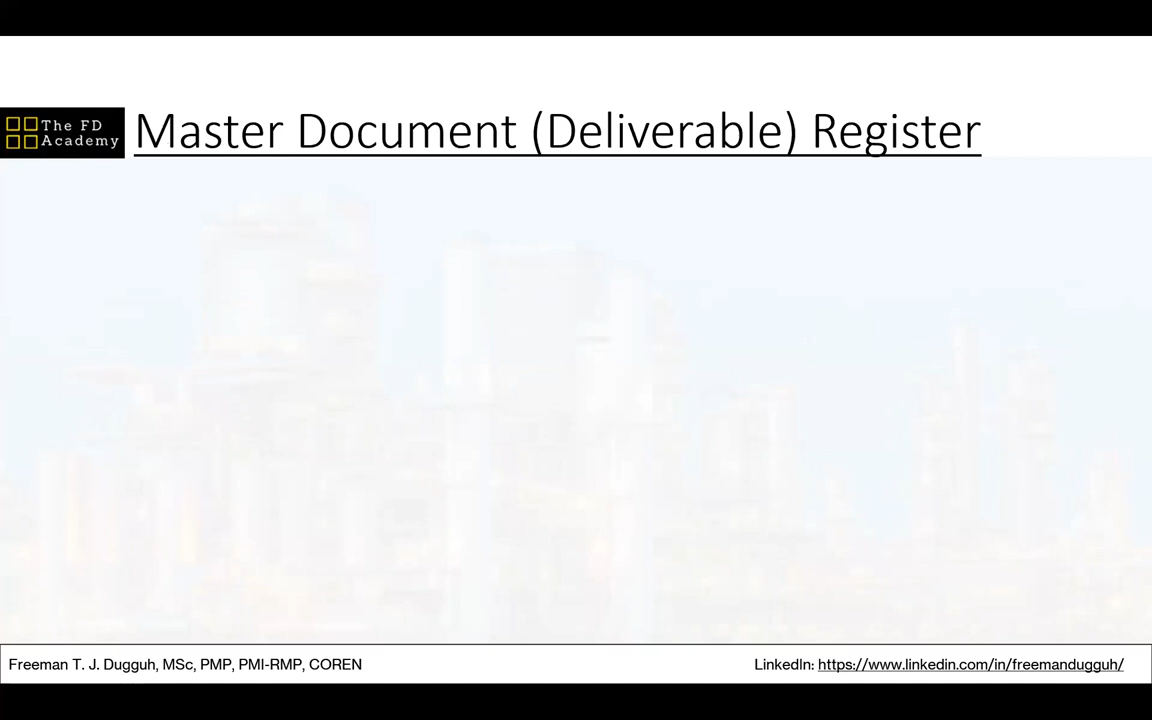 The FD
Academy
Master Document (Deliverable) Register
Freeman T. J. Dugguh, MSc, PMP, PMI-RMP, COREN
LinkedIn: https://www.linkedin.com/in/freemandugguh/